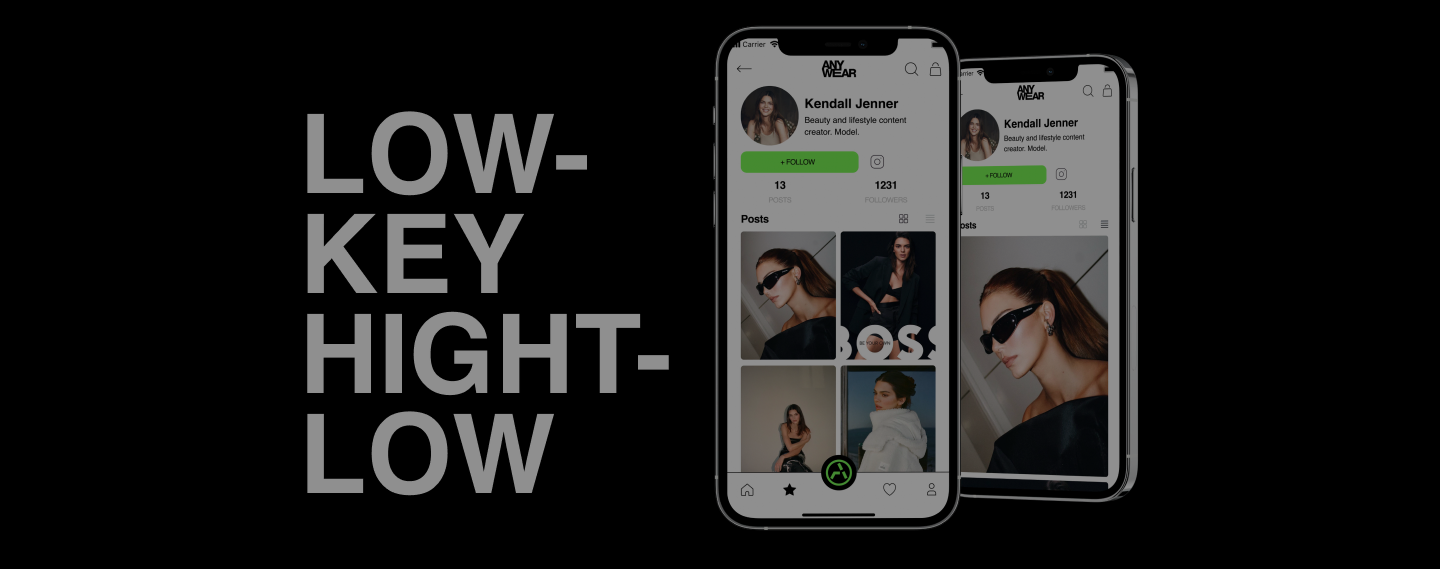 LOW-
KEY
HIGHT-
LOW
Carrier
ANY
WEAR
Kendall Jenner
Beauty and lifestyle content
creator. Model.
+ FOLLOW
13
1231
POSTS
FOLLOWERS
Posts
BOSS
BE YOUR OWN
arrier
ANY
WEAR
Kendall Jenner
Beauty and lifestyle content
creator. Model.
+ FOLLOW
13
1231
POSTS
FOLLOWERS
osts